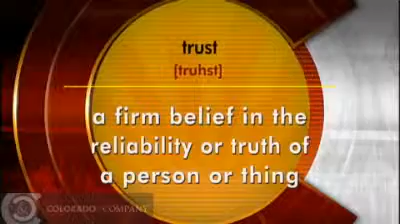 trust
[truhst]
a firm belief in the
reliability or truth of
a person or thing
COLORADO COMPANY